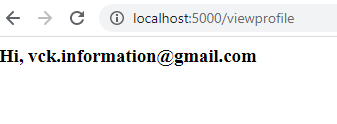 localhost:5000/viewprofile
Hi, vck.information@gmail.com